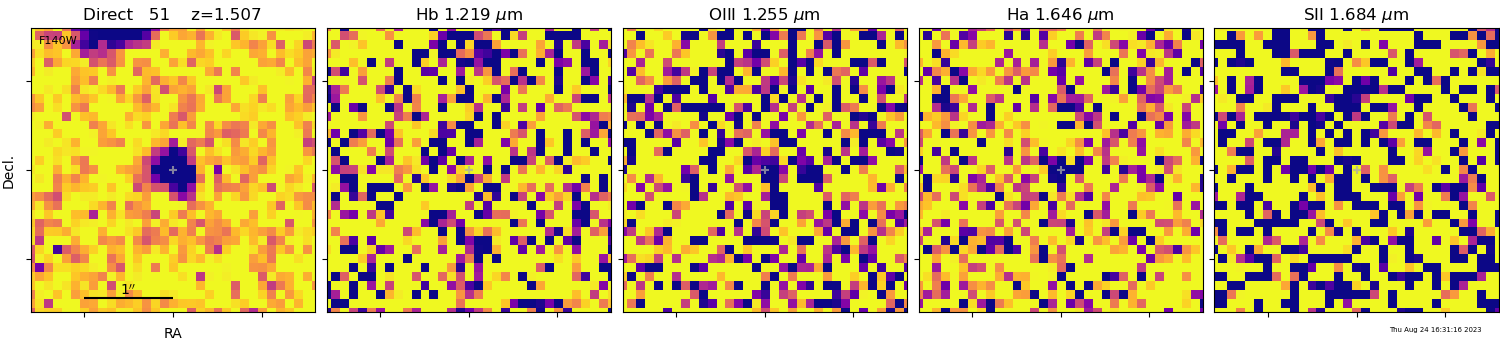 Direct 51 z=1.507
Hb 1.219 μm
OIII 1.255 μm
Ha 1.646 μm
SII 1.684 μm
F140W
Decl.
1′′
RA
Thu Aug 24 16:31:16 2023